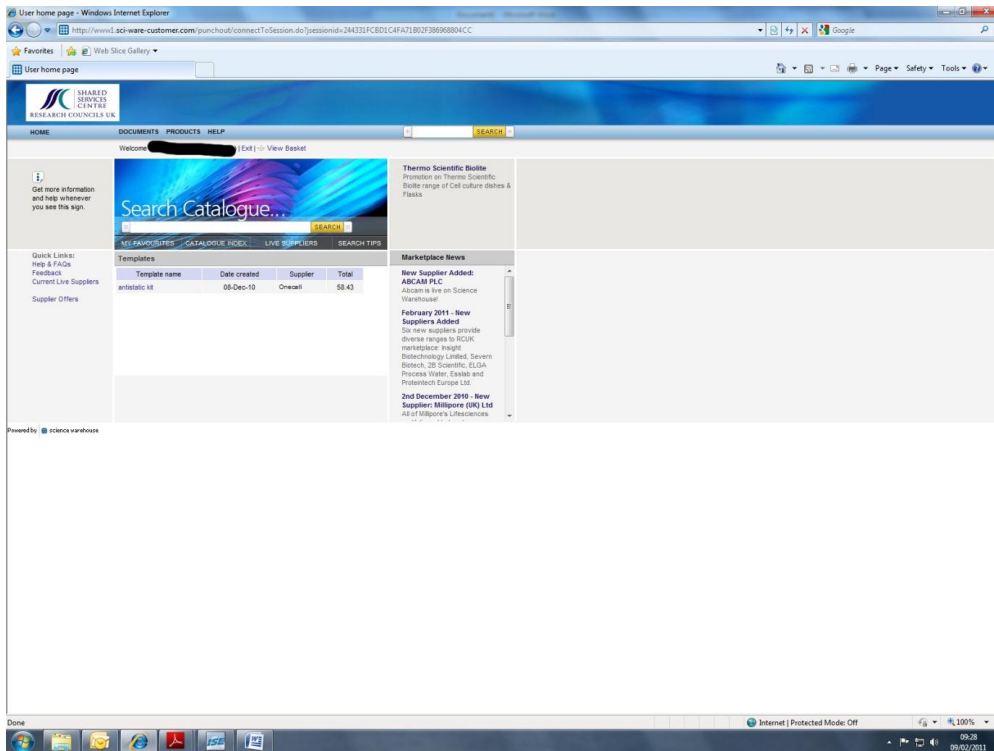 User home page - Windows Internet Explorer
http://www1.sci-ware-customer.com/punchout/connectToSession.do?jsessionid=244331FCBD1C4FA71B02F386968804CC
Google
Favorites
Web Slice Gallery
User home page
Page Safety Tools
SHARED
SERVICES
CENTRE
RESEARCH COUNCILS UK
HOME
DOCUMENTS PRODUCTS HELP
SEARCH
Welcome
| Exit | View Basket
Get more information
and help whenever
you see this sign.
Search Catalogue...
SEARCH
MY FAVOURITES CATALOGUE INDEX LIVE SUPPLIERS SEARCH TIPS
Thermo Scientific Biolite
Promotion on Thermo Scientific
Biolite range of Cell culture dishes &
Flasks
Quick Links:
Help & FAQs
Feedback
Current Live Suppliers
Supplier Offers
Templates
Template name Date created Supplier Total
antistatic kit 08-Dec-10 Onecall 58.43
Marketplace News
New Supplier Added:
ABCAM PLC
Abcam is live on Science
Warehouse!
February 2011 - New
Suppliers Added
Six new suppliers provide
diverse ranges to RCUK
marketplace: Insight
Biotechnology Limited, Severn
Biotech, 2B Scientific, ELGA
Process Water, Esslab and
Proteintech Europe Ltd.
2nd December 2010 - New
Supplier: Millipore (UK) Ltd
All of Millipore's Lifesciences
Powered by science warehouse
Done
Internet | Protected Mode: Off
100%
09:28
09/02/2011